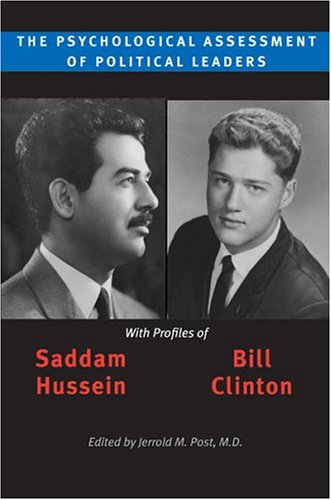 THE PSYCHOLOGICAL ASSESSMENT
OF POLITICAL LEADERS
With Profiles of
Saddam Hussein
Bill Clinton
Edited by Jerrold M. Post, M.D.